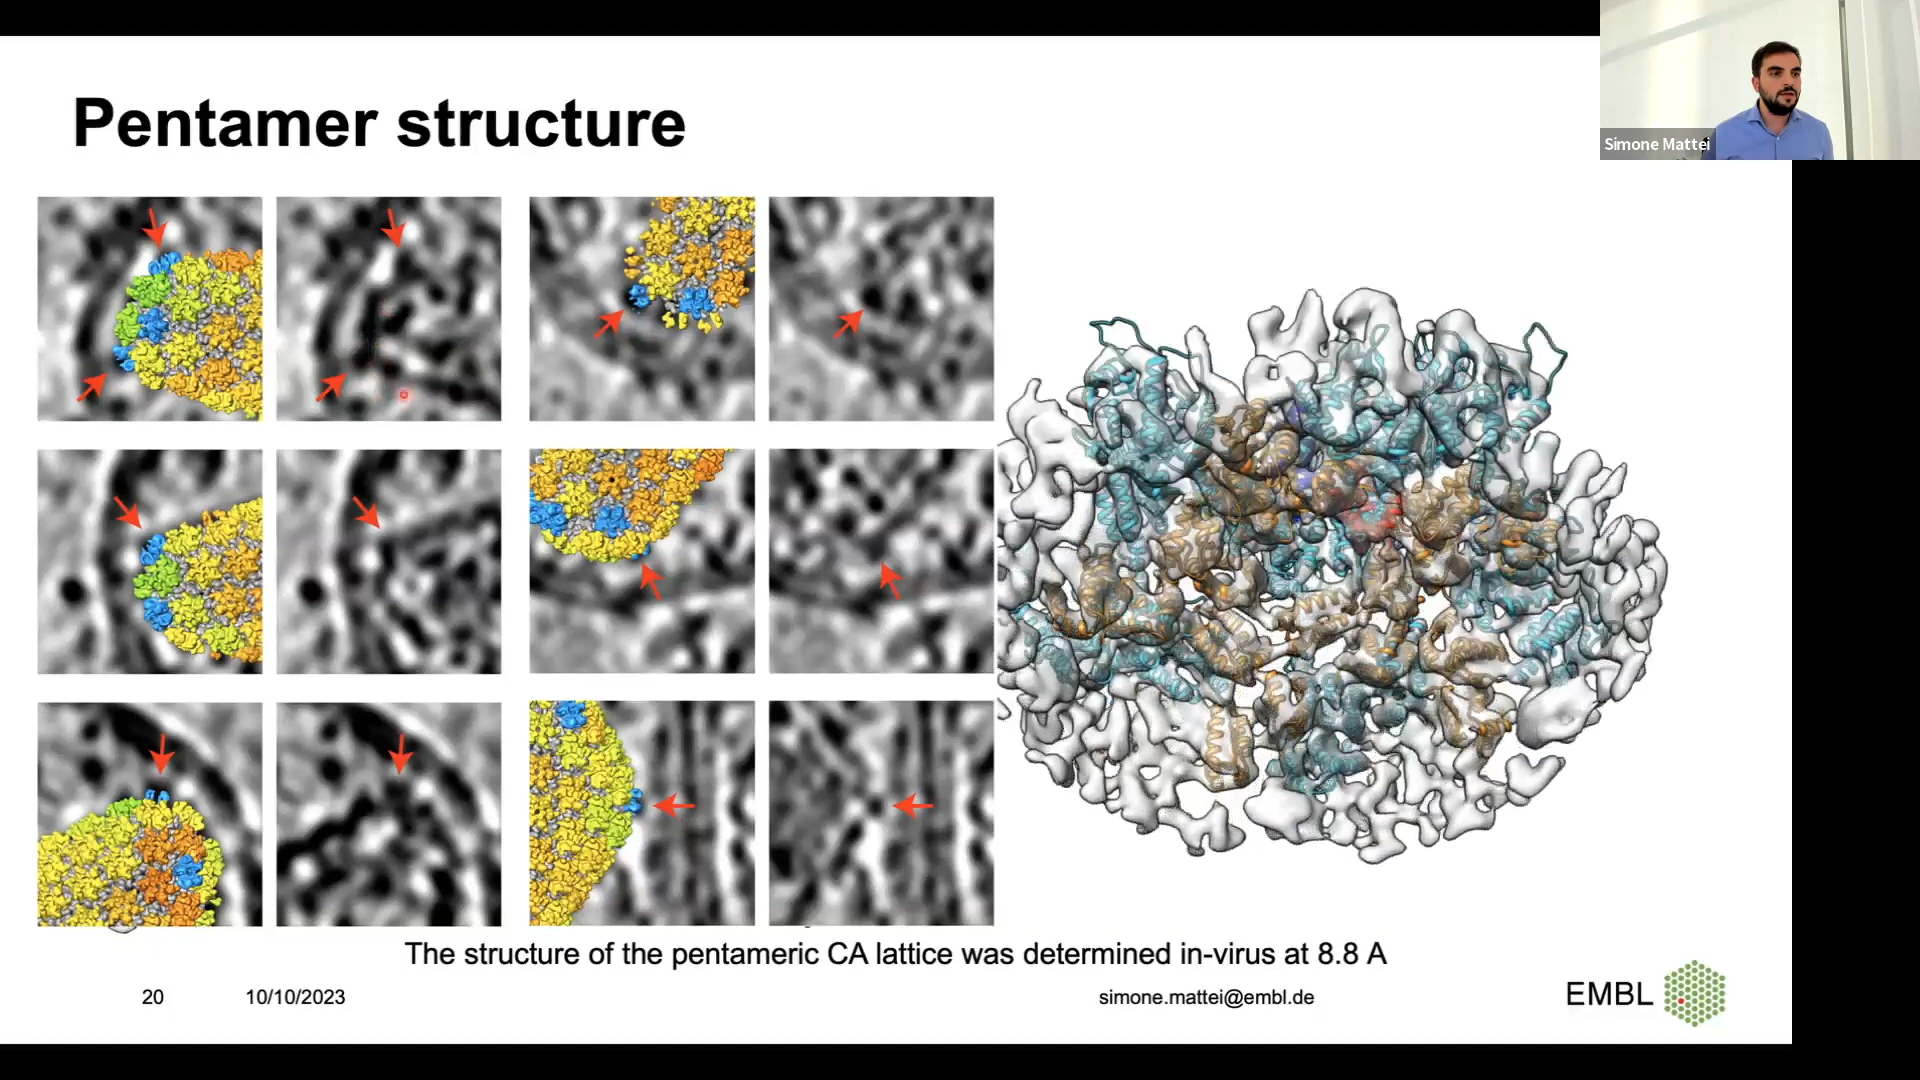 Pentamer structure
Simone Mattei
The structure of the pentameric CA lattice was determined in-virus at 8.8 A
20
10/10/2023
simone.mattei@embl.de
EMBL